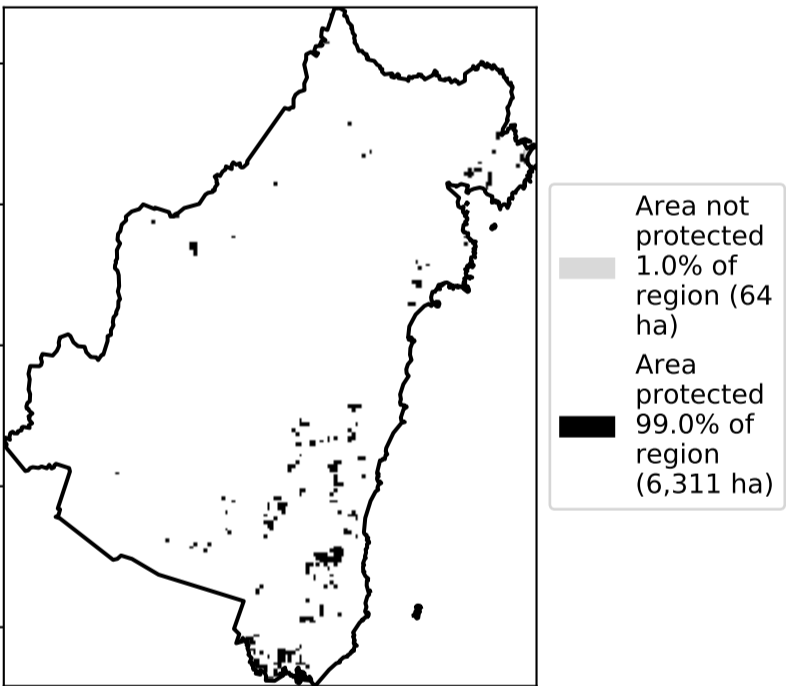 Area not
protected
1.0% of
region (64
ha)
Area
protected
99.0% of
region
(6,311 ha)